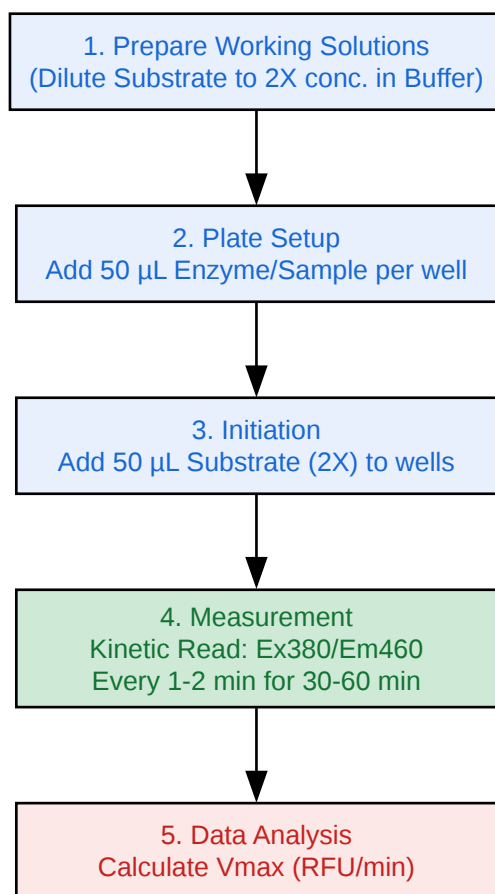 1. Prepare Working Solutions
(Dilute Substrate to 2X conc. in Buffer)
2. Plate Setup
Add 50 µL Enzyme/Sample per well
3. Initiation
Add 50 µL Substrate (2X) to wells
4. Measurement
Kinetic Read: Ex380/Em460
Every 1-2 min for 30-60 min
5. Data Analysis
Calculate Vmax (RFU/min)